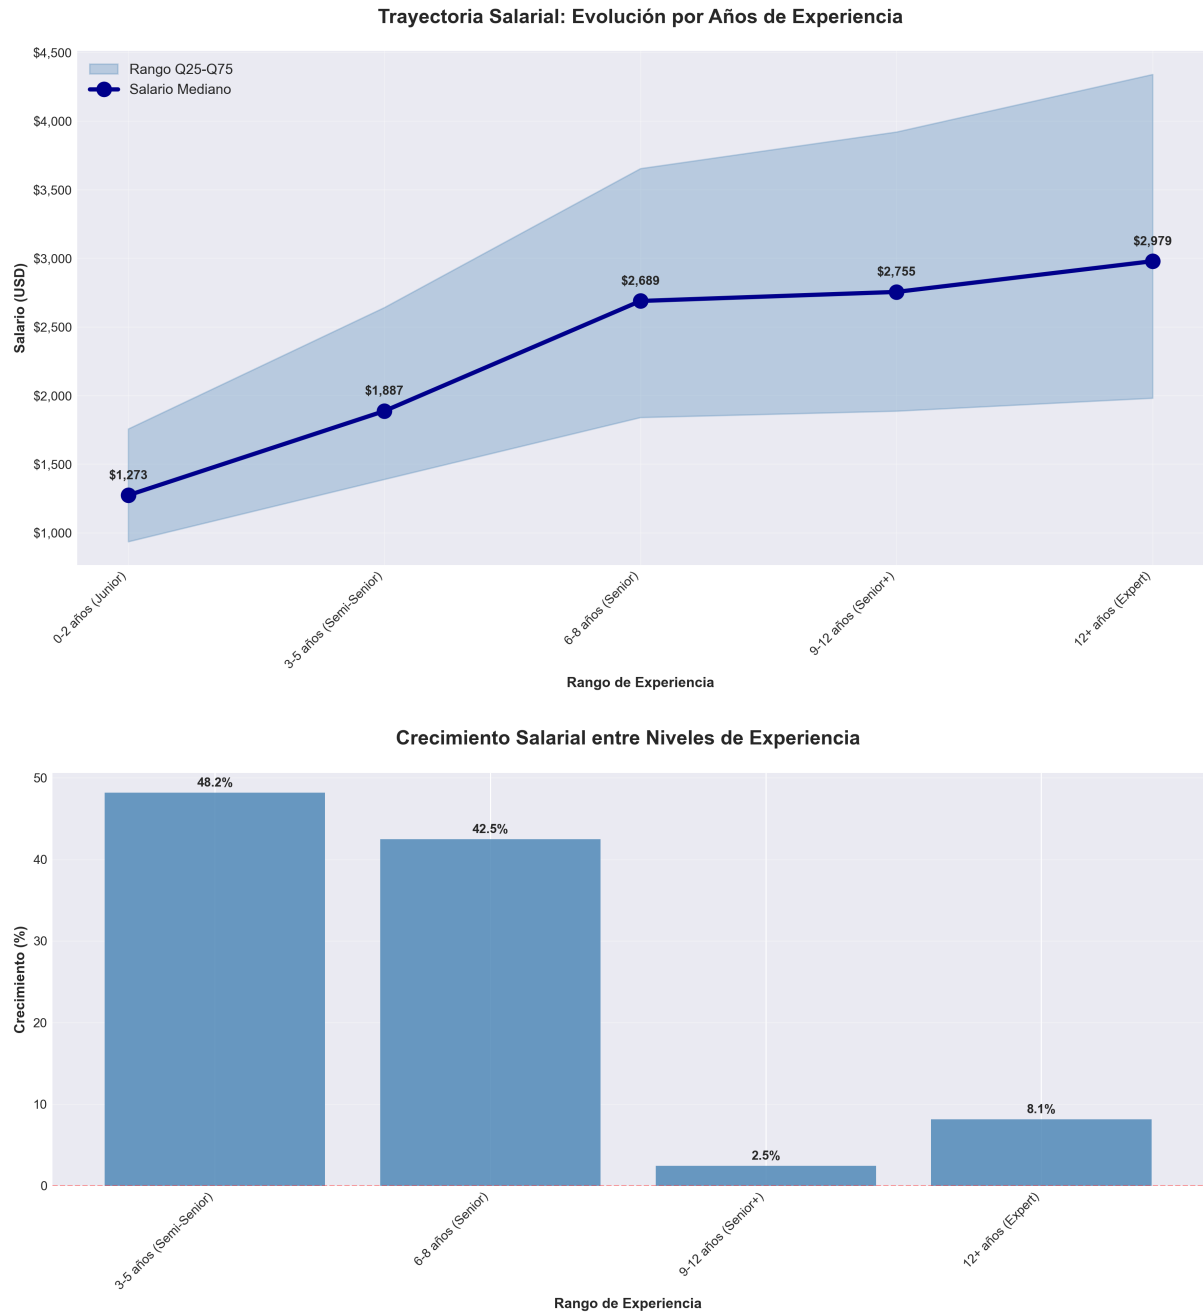 Trayectoria Salarial: Evolución por Años de Experiencia
$4,500
$4,000
$3,500
$3,000
$2,500
$2,000
$1,500
$1,000
Salario (USD)
Rango Q25-Q75
Salario Mediano
$1,273
$1,887
$2,689
$2,755
$2,979
0-2 años (Junior)
3-5 años (Semi-Senior)
6-8 años (Senior)
9-12 años (Senior+)
12+ años (Expert)
Rango de Experiencia
Crecimiento Salarial entre Niveles de Experiencia
50
40
30
20
10
0
Crecimiento (%)
48.2%
42.5%
2.5%
8.1%
3-5 años (Semi-Senior)
6-8 años (Senior)
9-12 años (Senior+)
12+ años (Expert)
Rango de Experiencia